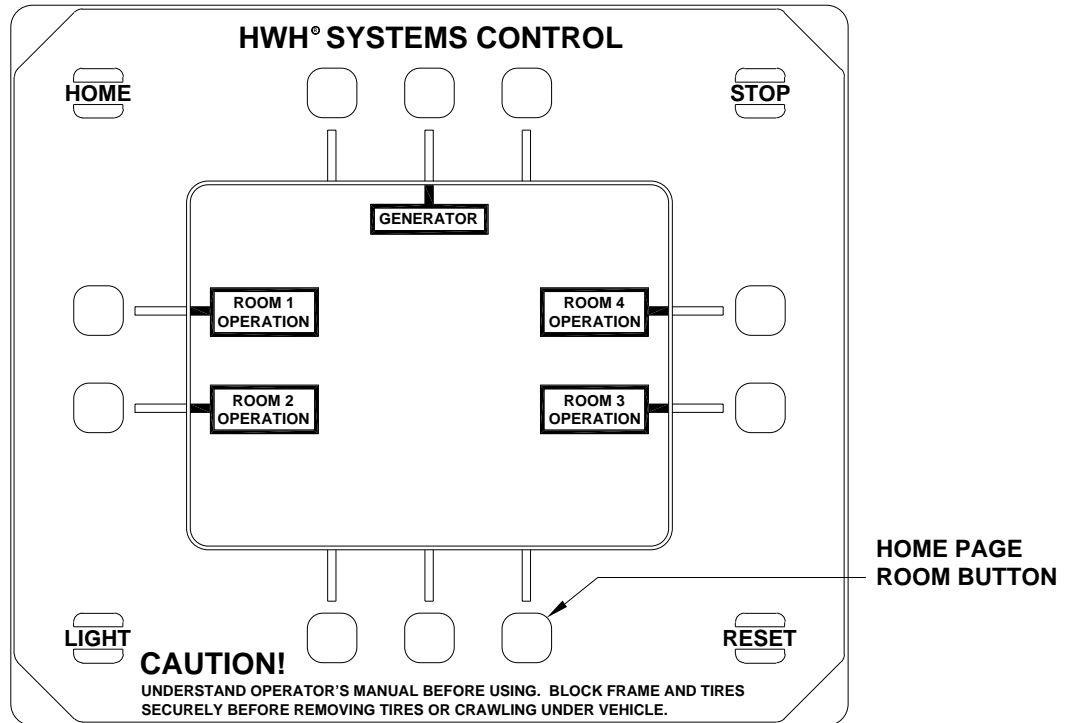 HWH® SYSTEMS CONTROL
HOME
STOP
GENERATOR
ROOM 1
OPERATION
ROOM 4
OPERATION
ROOM 2
OPERATION
ROOM 3
OPERATION
HOME PAGE
ROOM BUTTON
LIGHT
RESET
CAUTION!
UNDERSTAND OPERATOR'S MANUAL BEFORE USING. BLOCK FRAME AND TIRES
SECURELY BEFORE REMOVING TIRES OR CRAWLING UNDER VEHICLE.